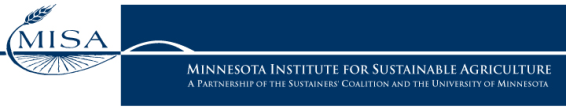 MISA
MINNESOTA INSTITUTE FOR SUSTAINABLE AGRICULTURE
A PARTNERSHIP OF THE SUSTAINERS' COALITION AND THE UNIVERSITY OF MINNESOTA